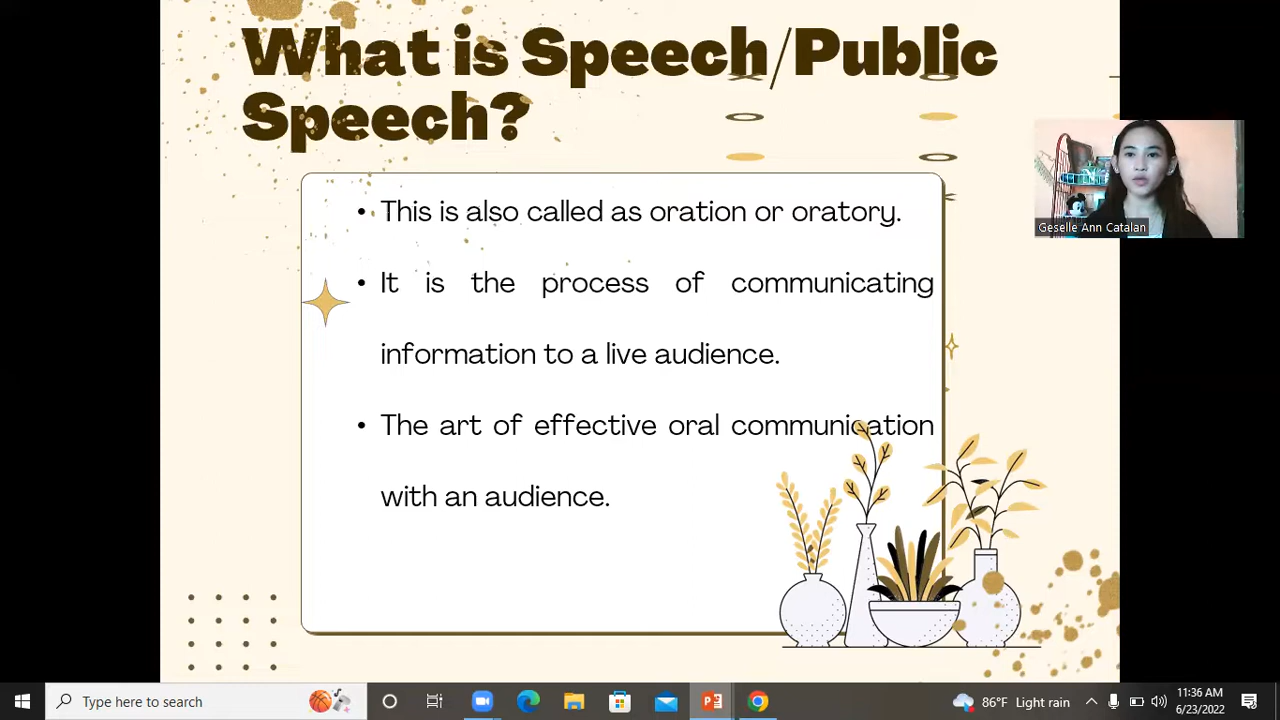 What is Speech/Public
Speech?
• This is also called as oration or oratory.
• It is the process of communicating
information to a live audience.
• The art of effective oral communication
with an audience.
Geselle Ann Catalan
Type here to search
86°F Light rain
11:36 AM
6/23/2022